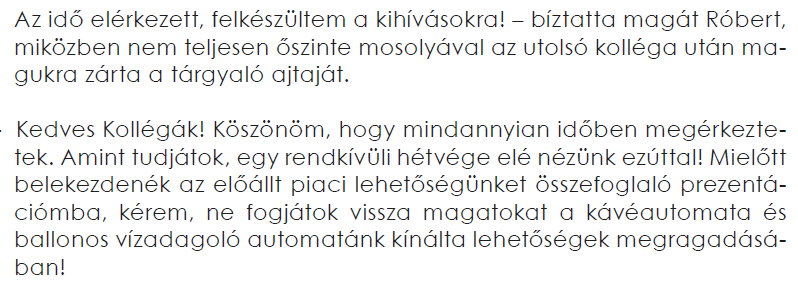 Az idő elérkezett, felkészültem a kihívásokra! – bíztatta magát Róbert,
miközben nem teljesen őszinte mosolyával az utolsó kolléga után ma-
gukra zárta a tárgyaló ajtaját.
- Kedves Kollégák! Köszönöm, hogy mindannyian időben megérkezte-
tek. Amint tudjátok, egy rendkívüli hétvége elé nézünk ezúttal! Mielőtt
belekezdenék az előállt piaci lehetőségünket összefoglaló prezentá-
ciómba, kérem, ne fogjátok vissza magatokat a kávéautomata és
ballonos vízadagoló automatánk kínálta lehetőségek megragadásá-
ban!